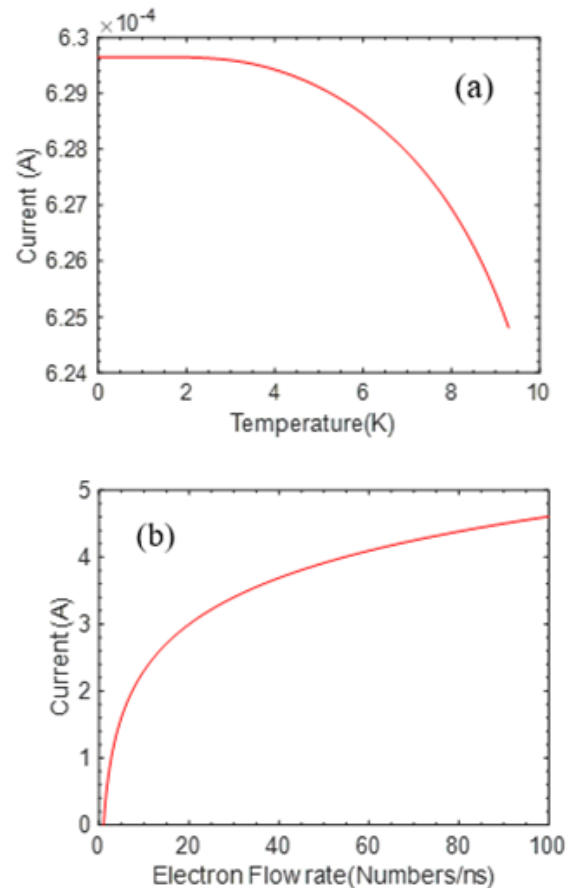 ×10⁻⁴
6.3
(a)
6.29
6.28
6.27
6.26
6.25
6.24
Current (A)
0 2 4 6 8 10
Temperature(K)
5
(b)
4
3
2
1
0
Current (A)
0 20 40 60 80 100
Electron Flow rate(Numbers/ns)